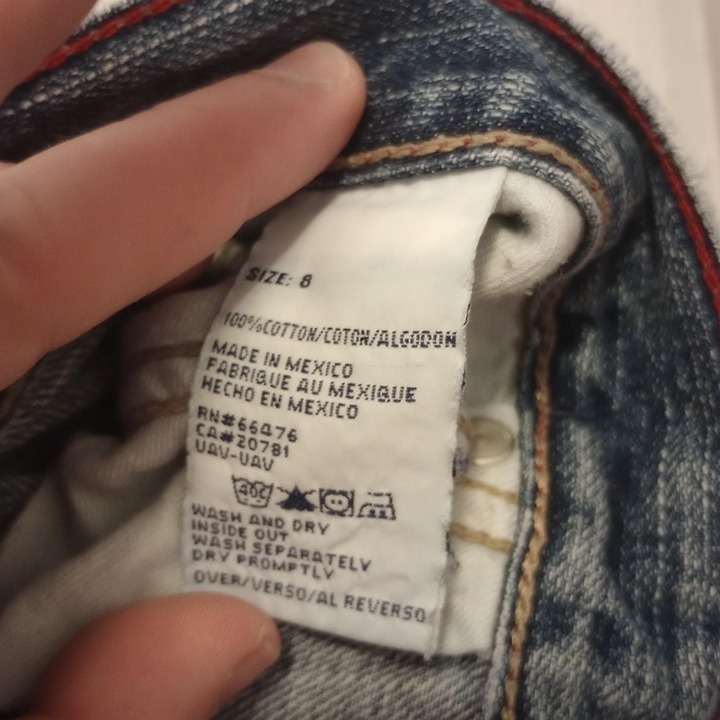 SIZE: 8
100%COTTON/COTON/ALGODON
MADE IN MEXICO
FABRIQUE AU MEXIQUE
HECHO EN MEXICO
RN#66476
CA#20781
UAV-UAV
40C
WASH AND DRY
INSIDE OUT
WASH SEPARATELY
DRY PROMPTLY
OVER/VERSO/AL REVERSO